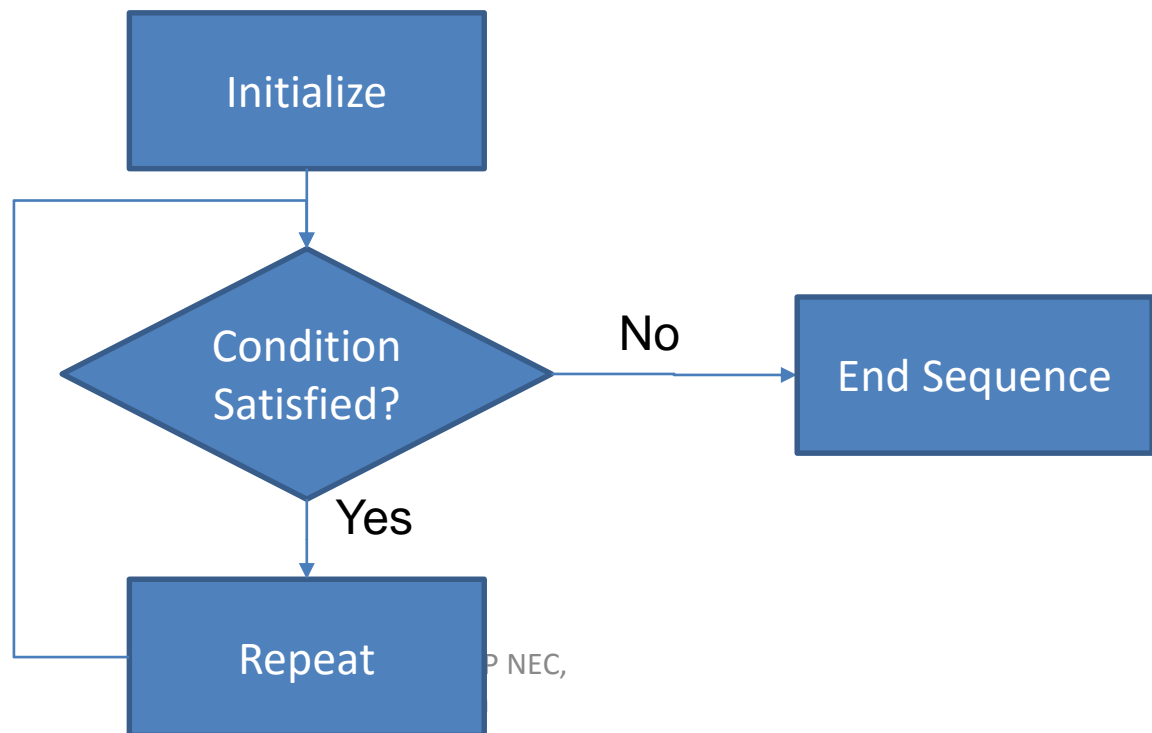 Initialize
Condition
Satisfied?
No
End Sequence
Yes
Repeat
P NEC,